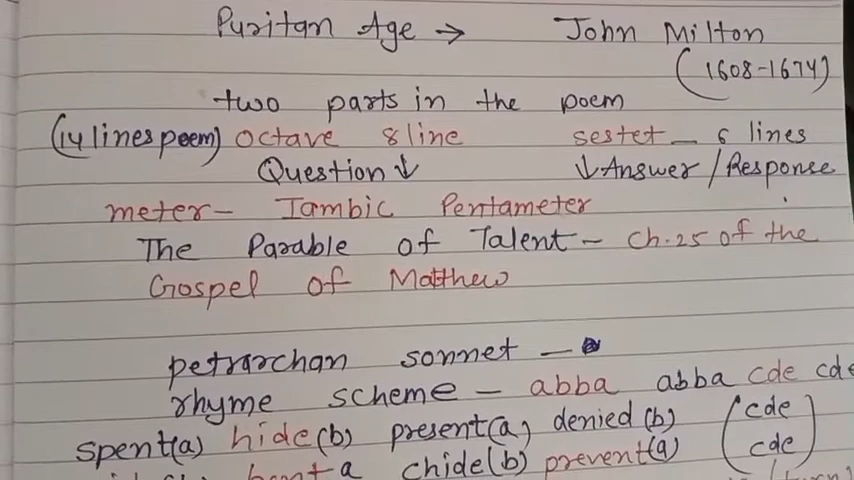 Puritan Age → John Milton
(1608-1674)
two parts in the poem
(14 lines poem) octave 8 line sestet – 6 lines
Question ↓ ↓ Answer / Response
meter – Iambic Pentameter
The Parable of Talent – Ch. 25 of the
Gospel of Matthew
petrarchan sonnet –
rhyme scheme – abba abba cde cde
spent(a) hide(b) present(a) denied (b) (cde
bent a chide(b) prevent(a) cde)